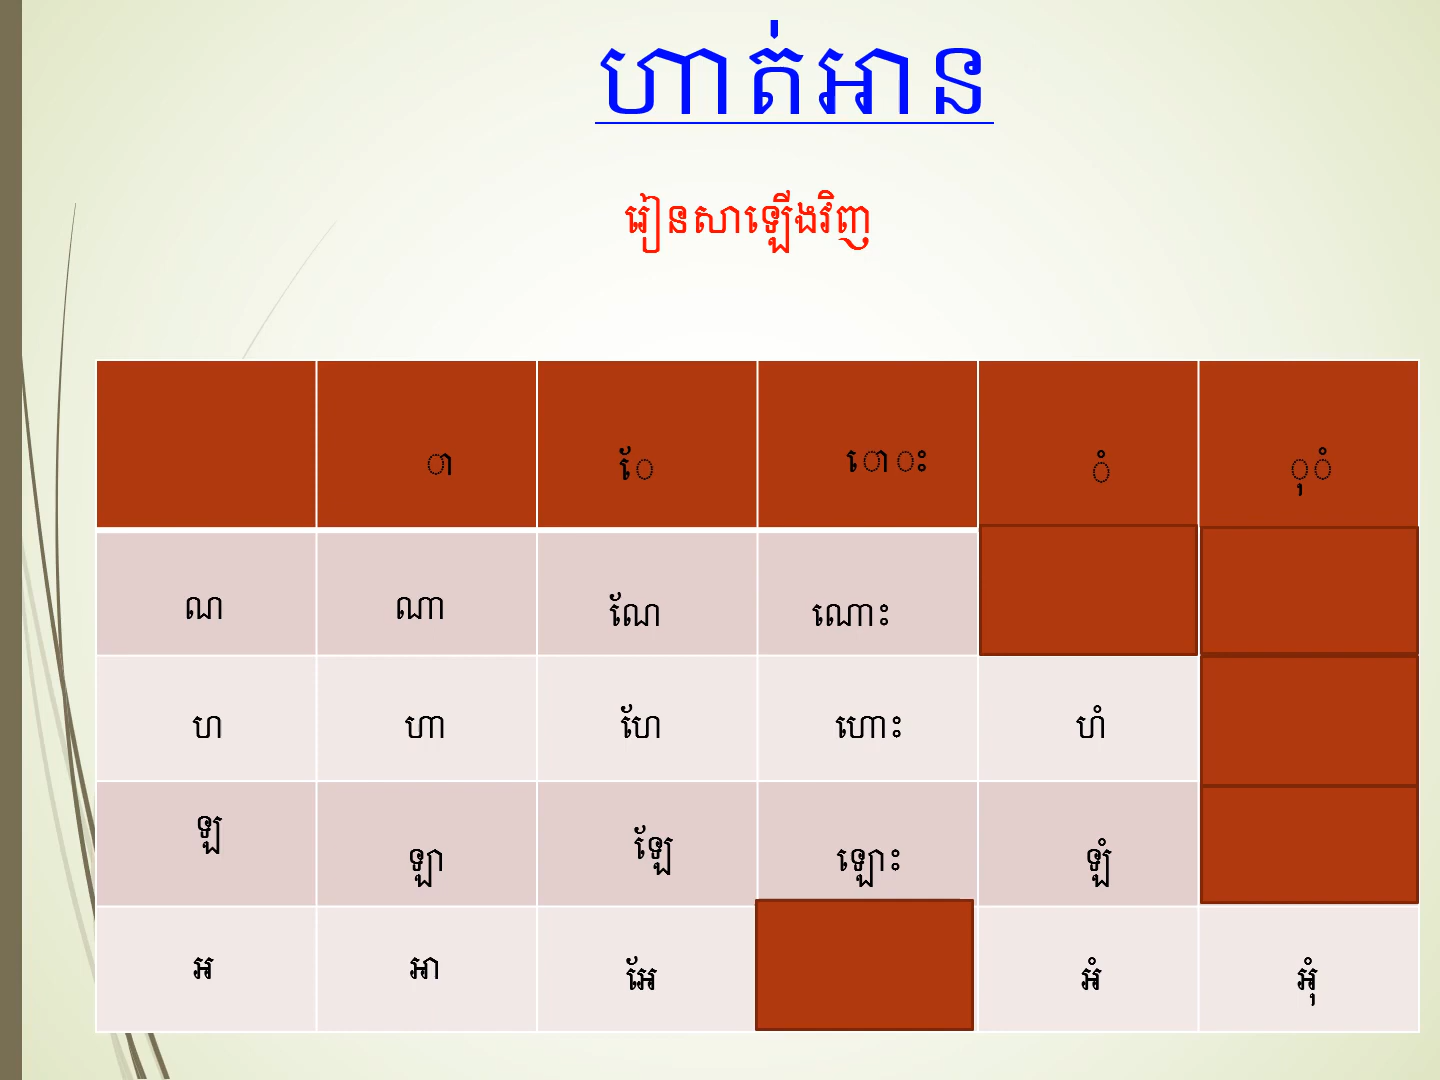 ហាត់អាន
រៀនសាឡើងវិញ
ា ែ ោះ ំ ុំ
ណ ណា ណែ ណោះ
ហ ហា ហែ ហោះ ហំ
ឡ ឡា ឡែ ឡោះ ឡំ
អ អា អែ អំ អុំ